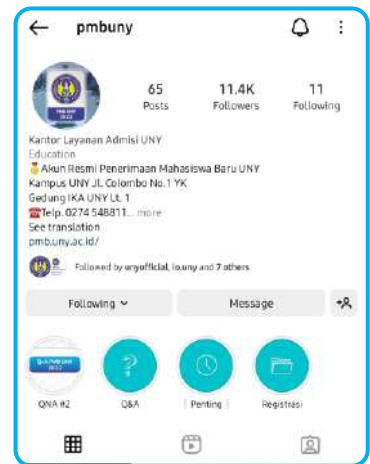 pmbuny
65 11.4K 11
Posts Followers Following
Kantor Layanan Admisi UNY
Education
🏅Akun Resmi Penerimaan Mahasiswa Baru UNY
Kampus UNY Jl. Colombo No.1 YK
Gedung IKA UNY Lt. 1
☎Telp. 0274 548811... more
See translation
pmb.uny.ac.id/
Followed by unyofficial, io.uny and 7 others
Following Message
QNA #2 Q&A | Penting | Registrasi